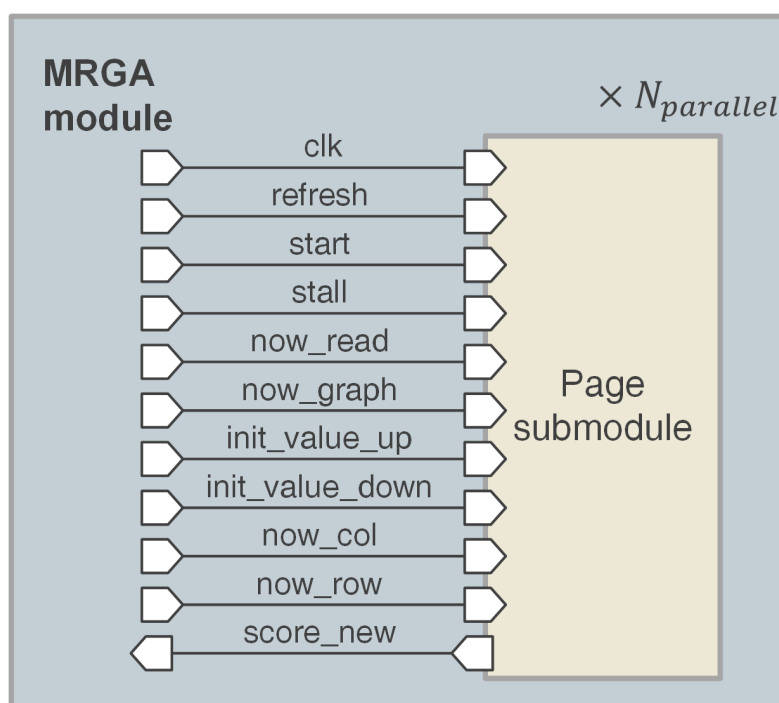 MRGA
module
× N_parallel
clk
refresh
start
stall
now_read
now_graph
init_value_up
init_value_down
now_col
now_row
score_new
Page
submodule